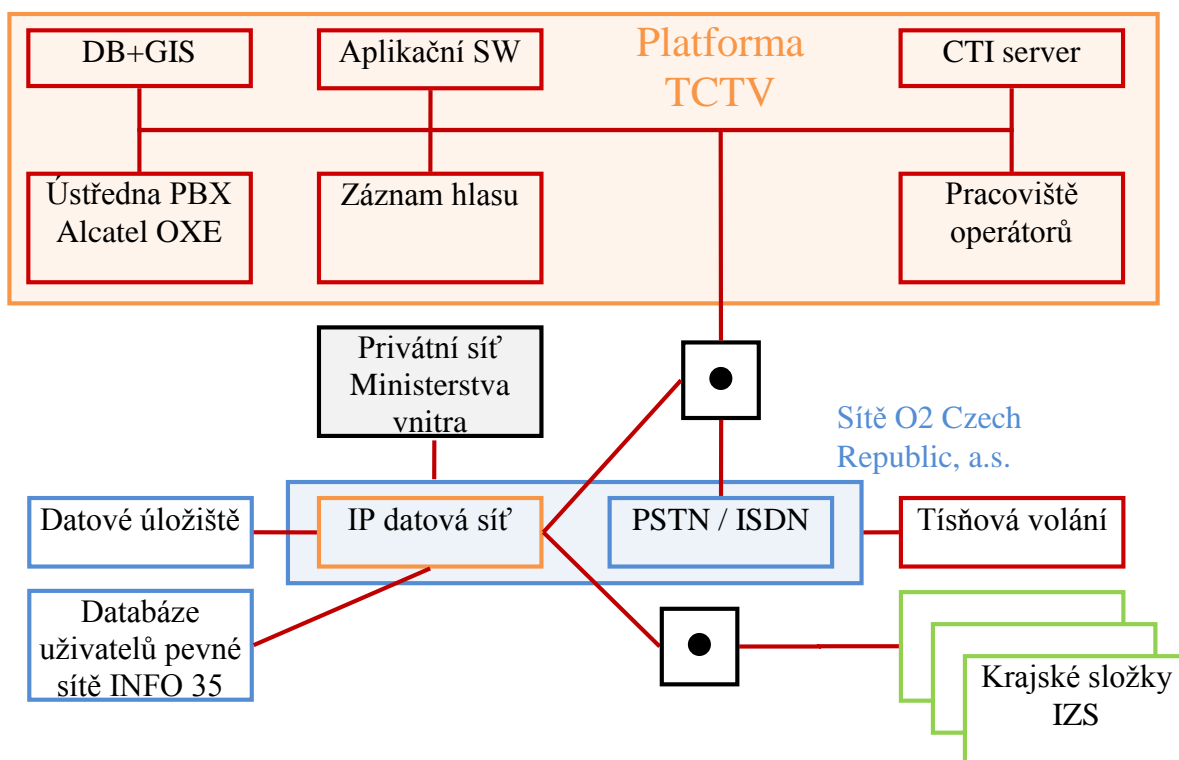 DB+GIS
Aplikační SW
Platforma
TCTV
CTI server
Ústředna PBX
Alcatel OXE
Záznam hlasu
Pracoviště
operátorů
Privátní síť
Ministerstva
vnitra
Sítě O2 Czech
Republic, a.s.
Datové úložiště
IP datová síť
PSTN / ISDN
Tísňová volání
Databáze
uživatelů pevné
sítě INFO 35
Krajské složky
IZS